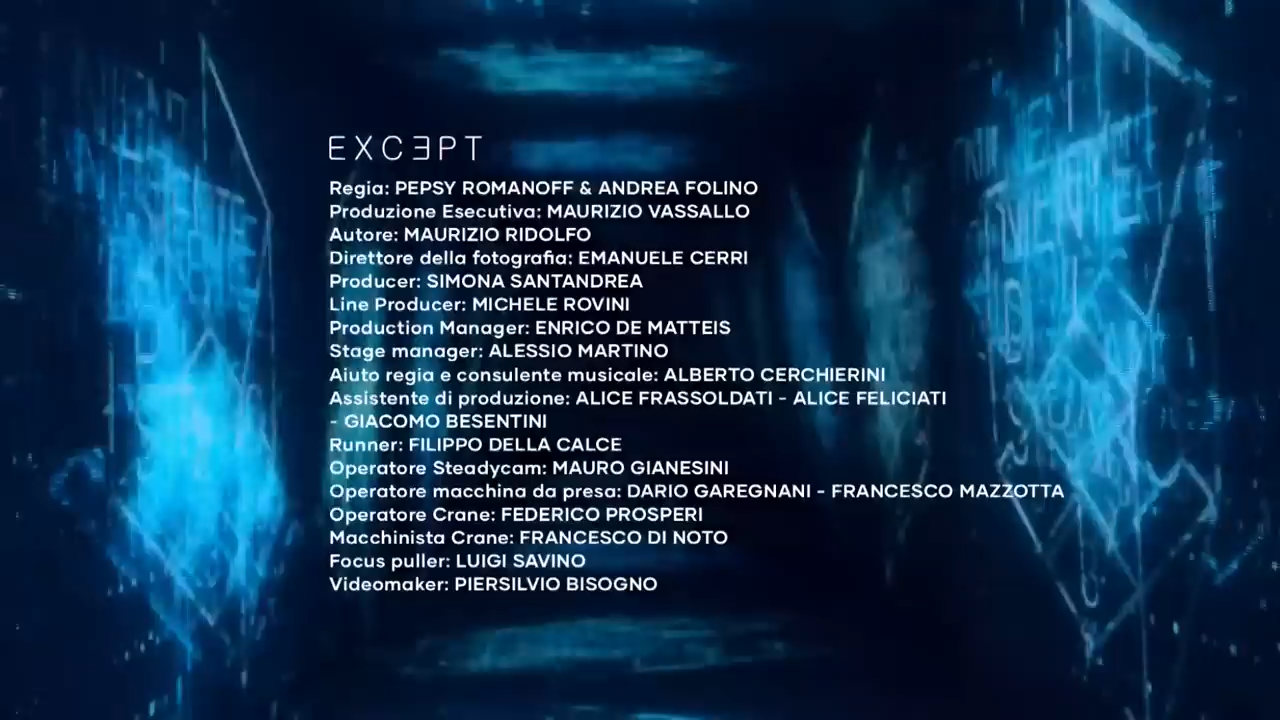 EXCEPT
Regia: PEPSY ROMANOFF & ANDREA FOLINO
Produzione Esecutiva: MAURIZIO VASSALLO
Autore: MAURIZIO RIDOLFO
Direttore della fotografia: EMANUELE CERRI
Producer: SIMONA SANTANDREA
Line Producer: MICHELE ROVINI
Production Manager: ENRICO DE MATTEIS
Stage manager: ALESSIO MARTINO
Aiuto regia e consulente musicale: ALBERTO CERCHIERINI
Assistente di produzione: ALICE FRASSOLDATI - ALICE FELICIATI
- GIACOMO BESENTINI
Runner: FILIPPO DELLA CALCE
Operatore Steadycam: MAURO GIANESINI
Operatore macchina da presa: DARIO GAREGNANI - FRANCESCO MAZZOTTA
Operatore Crane: FEDERICO PROSPERI
Macchinista Crane: FRANCESCO DI NOTO
Focus puller: LUIGI SAVINO
Videomaker: PIERSILVIO BISOGNO